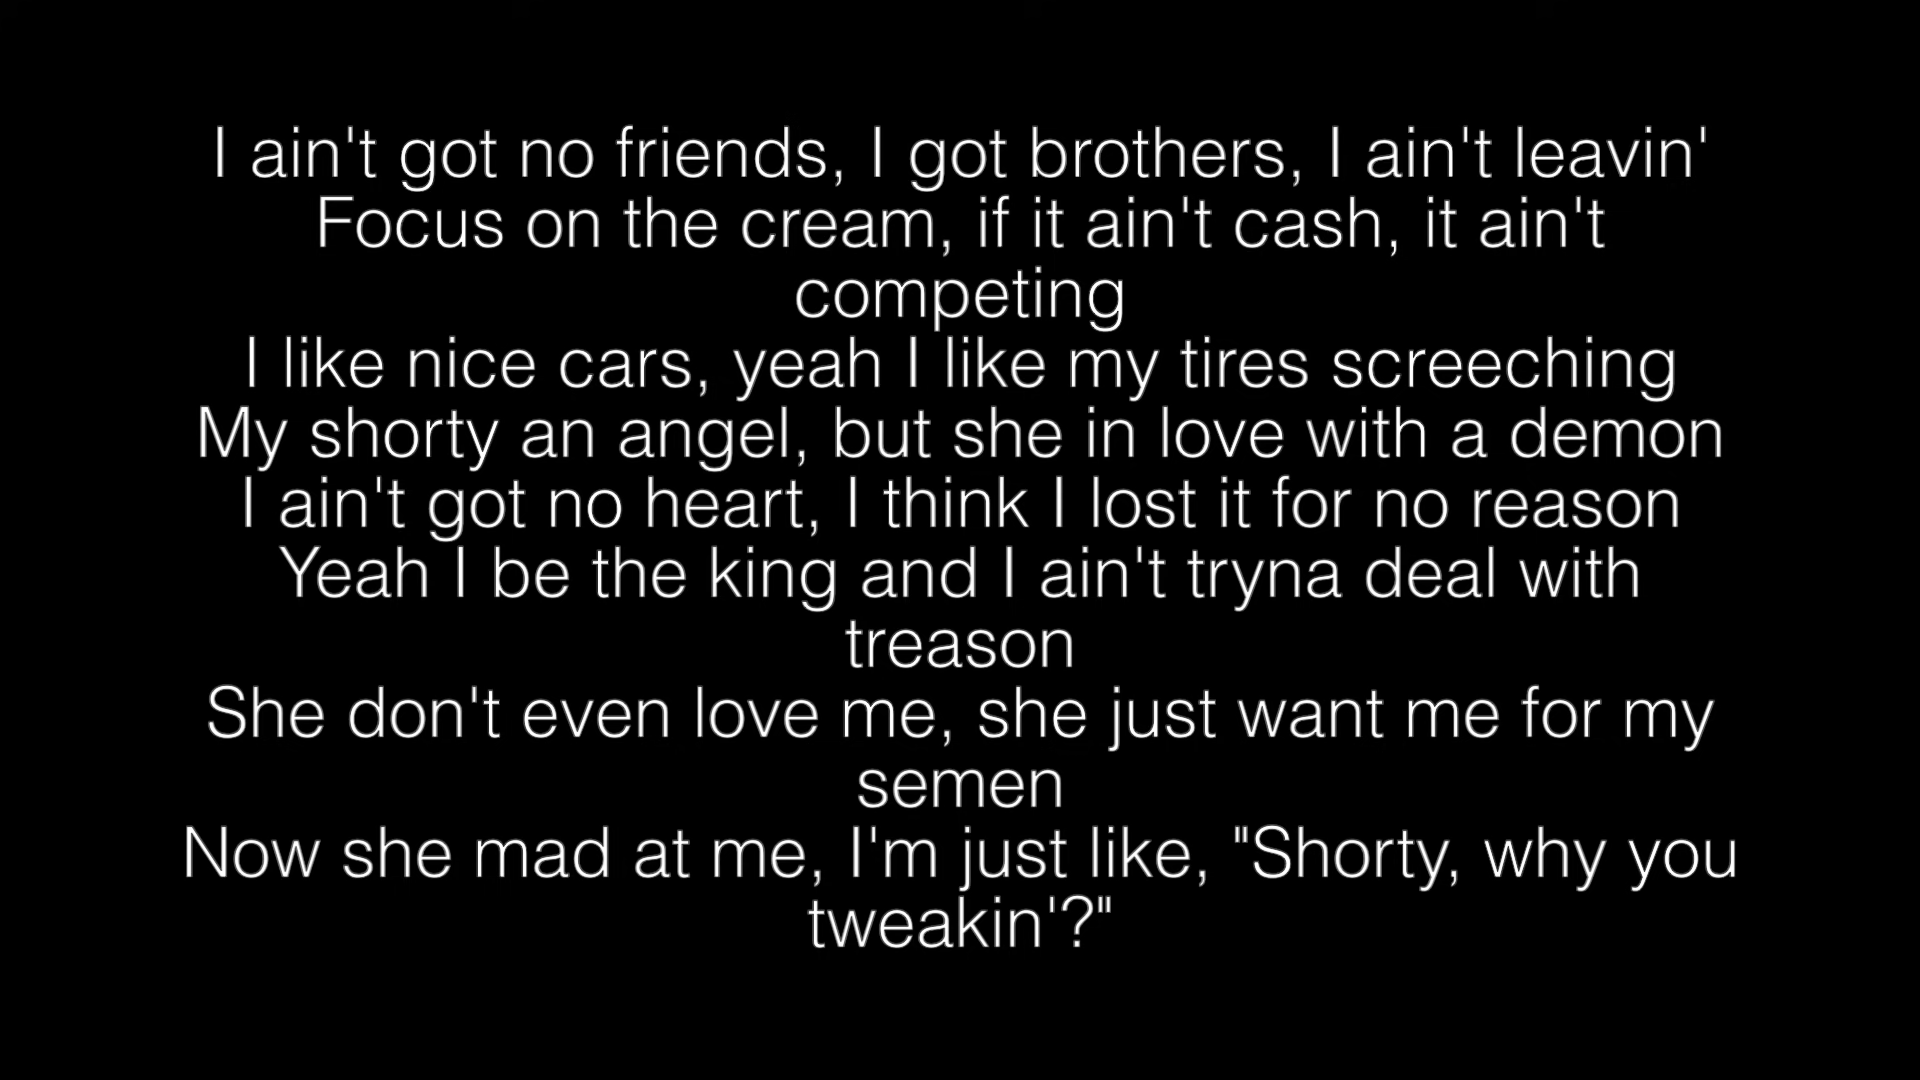 I ain't got no friends, I got brothers, I ain't leavin'
Focus on the cream, if it ain't cash, it ain't
competing
I like nice cars, yeah I like my tires screeching
My shorty an angel, but she in love with a demon
I ain't got no heart, I think I lost it for no reason
Yeah I be the king and I ain't tryna deal with
treason
She don't even love me, she just want me for my
semen
Now she mad at me, I'm just like, "Shorty, why you
tweakin'?"